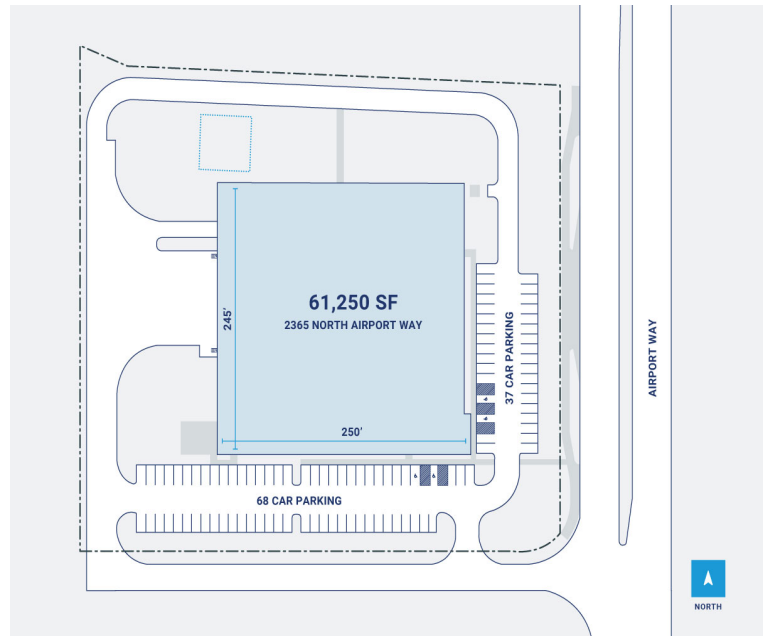 61,250 SF
2365 NORTH AIRPORT WAY
245'
250'
37 CAR PARKING
68 CAR PARKING
AIRPORT WAY
NORTH